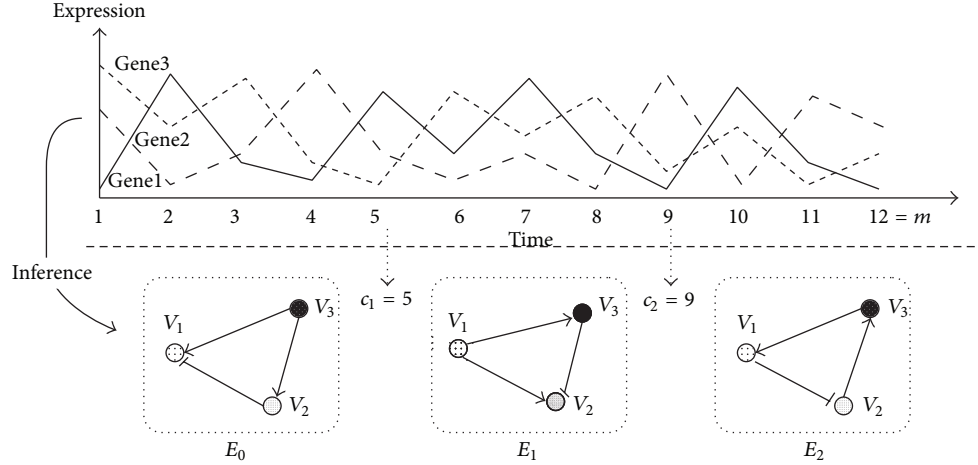 Expression
Gene3
Gene2
Gene1
1 2 3 4 5 6 7 8 9 10 11 12 = m
Time
Inference
c₁ = 5
c₂ = 9
V₁ V₃ V₂
V₁ V₃ V₂
V₁ V₃ V₂
E₀ E₁ E₂